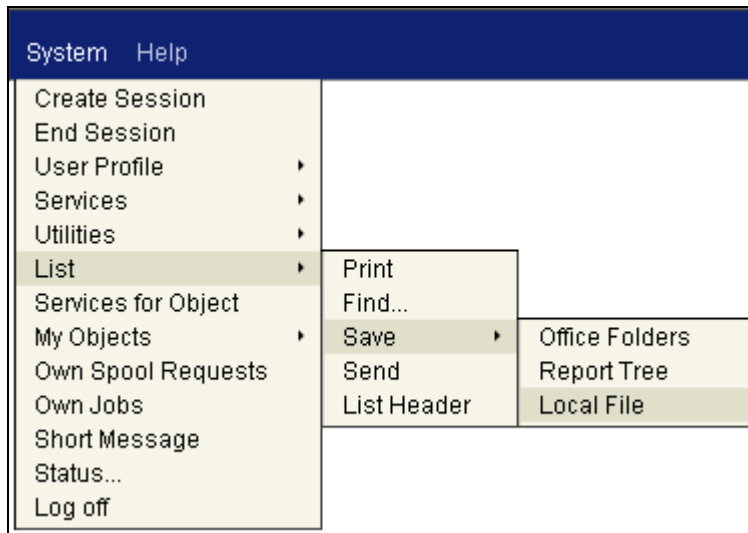 System Help
Create Session
End Session
User Profile
Services
Utilities
List
Services for Object
My Objects
Own Spool Requests
Own Jobs
Short Message
Status...
Log off
Print
Find...
Save
Send
List Header
Office Folders
Report Tree
Local File